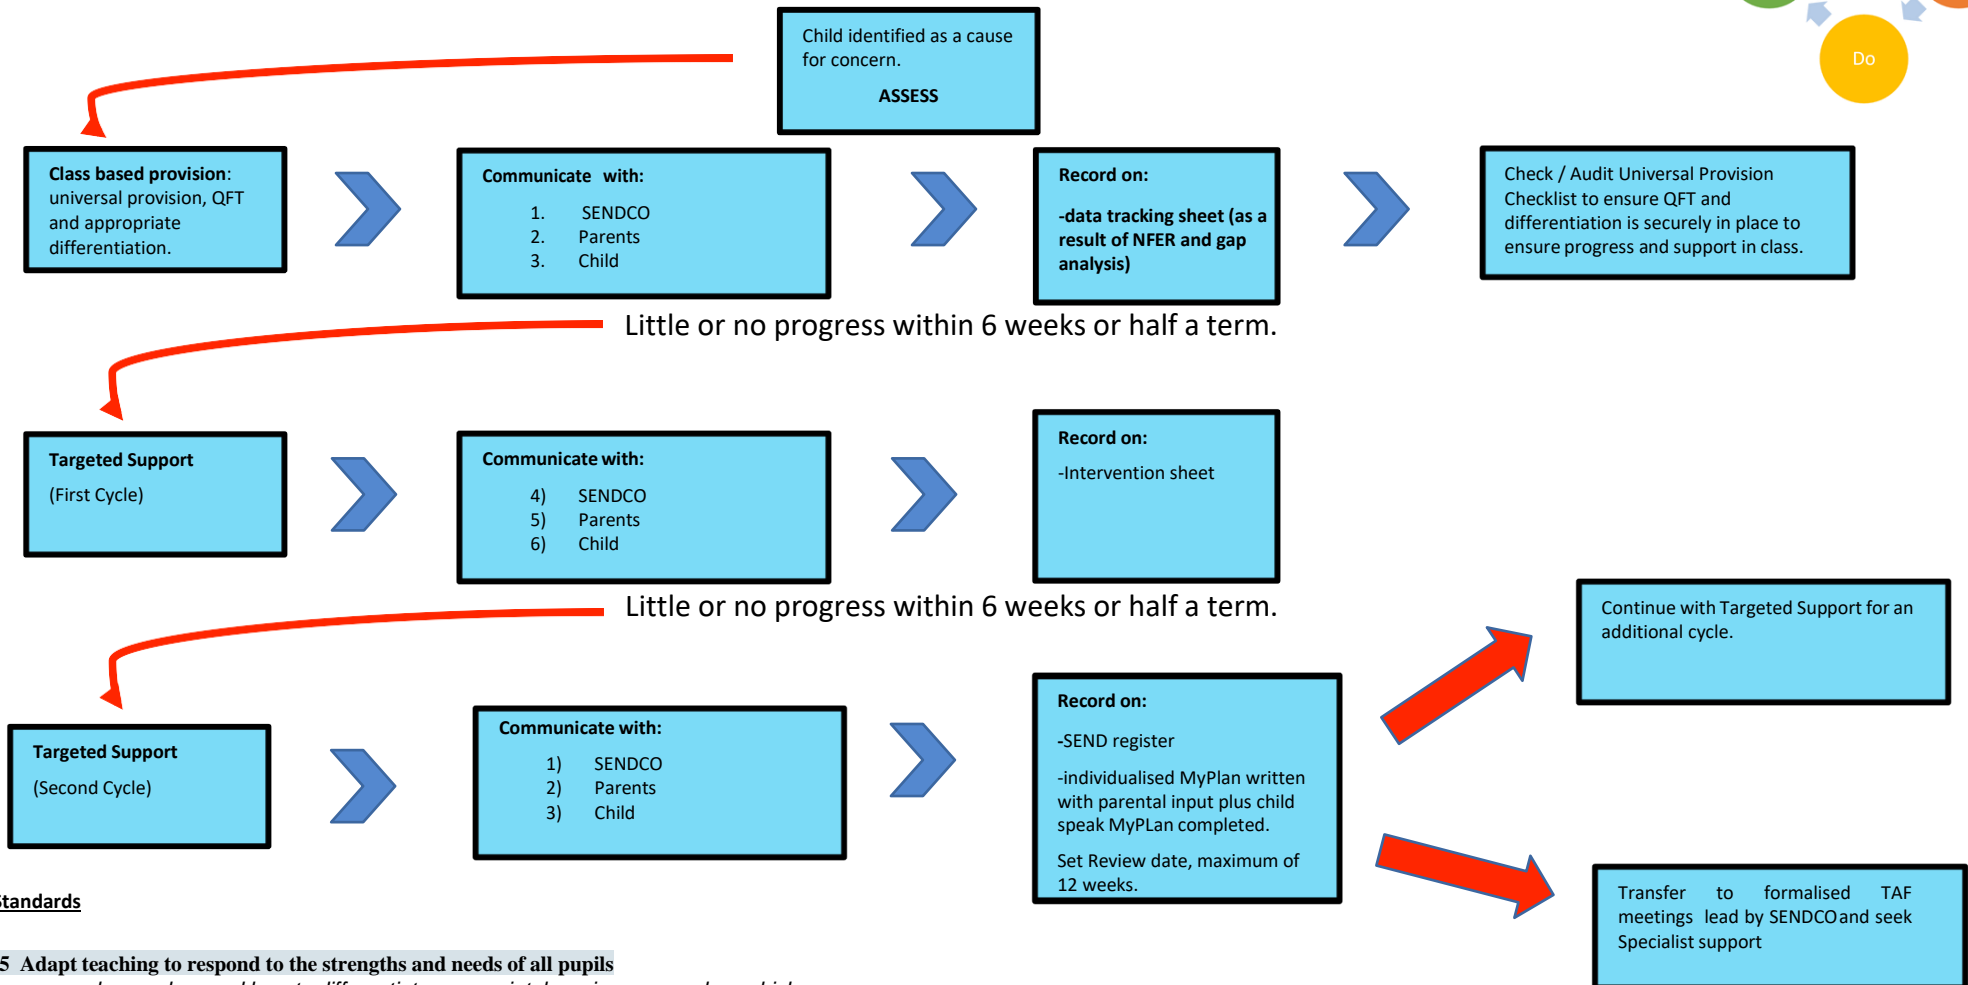 Do
Child identified as a cause
for concern.
ASSESS
Class based provision:
universal provision, QFT
and appropriate
differentiation.
Communicate with:
1. SENDCO
2. Parents
3. Child
Record on:
-data tracking sheet (as a
result of NFER and gap
analysis)
Check / Audit Universal Provision
Checklist to ensure QFT and
differentiation is securely in place to
ensure progress and support in class.
Little or no progress within 6 weeks or half a term.
Targeted Support
(First Cycle)
Communicate with:
4) SENDCO
5) Parents
6) Child
Record on:
-Intervention sheet
Little or no progress within 6 weeks or half a term.
Continue with Targeted Support for an
additional cycle.
Targeted Support
(Second Cycle)
Communicate with:
1) SENDCO
2) Parents
3) Child
Record on:
-SEND register
-individualised MyPlan written
with parental input plus child
speak MyPLan completed.
Set Review date, maximum of
12 weeks.
Transfer to formalised TAF
meetings lead by SENDCO and seek
Specialist support
Standards
5 Adapt teaching to respond to the strengths and needs of all pupils